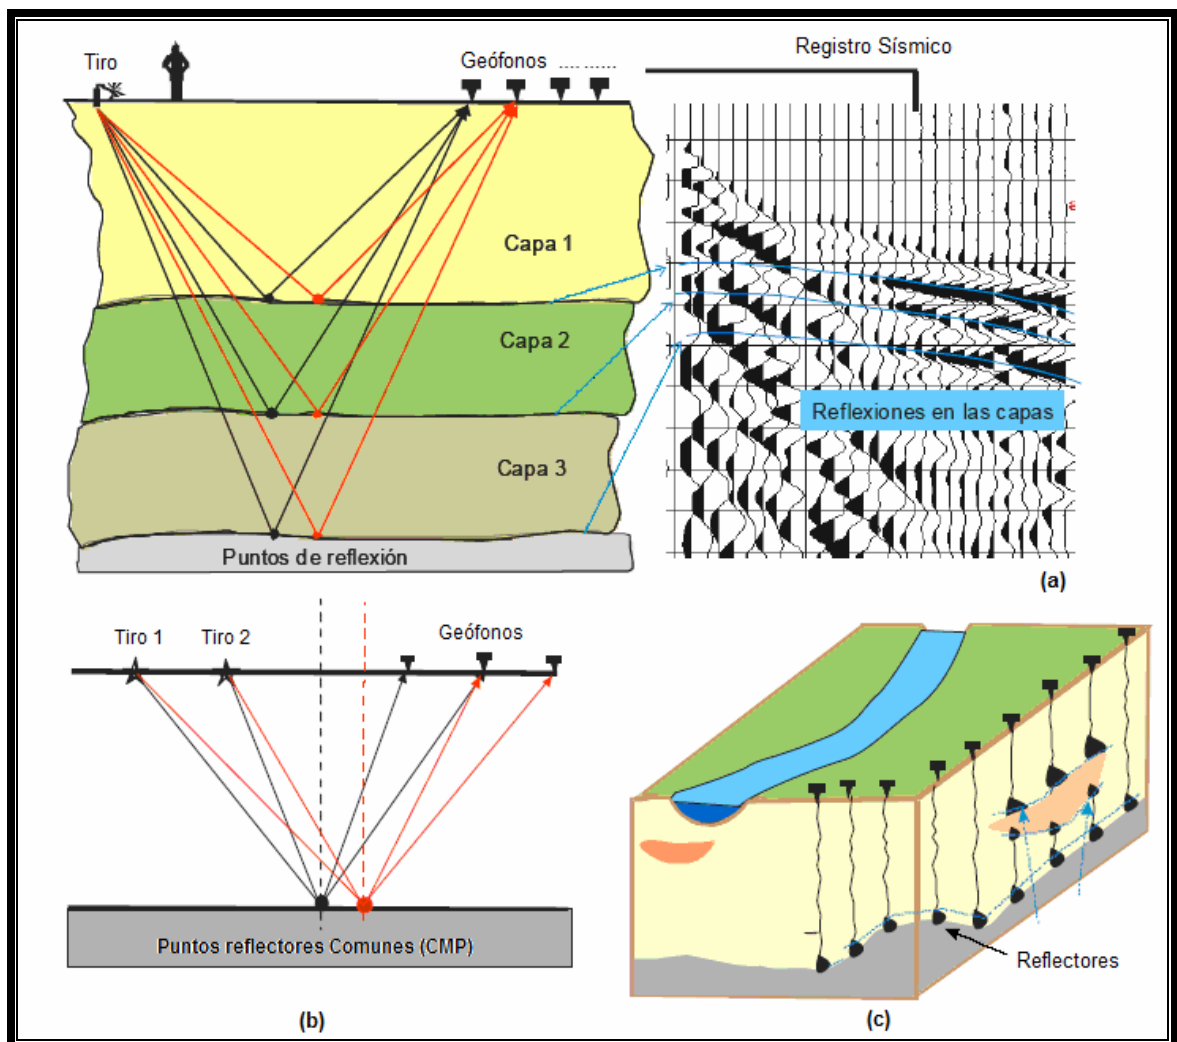 Tiro
Geófonos .... ......
Registro Sísmico
Capa 1
Capa 2
Capa 3
Reflexiones en las capas
Puntos de reflexión
(a)
Tiro 1
Tiro 2
Geófonos
Puntos reflectores Comunes (CMP)
(b)
Reflectores
(c)